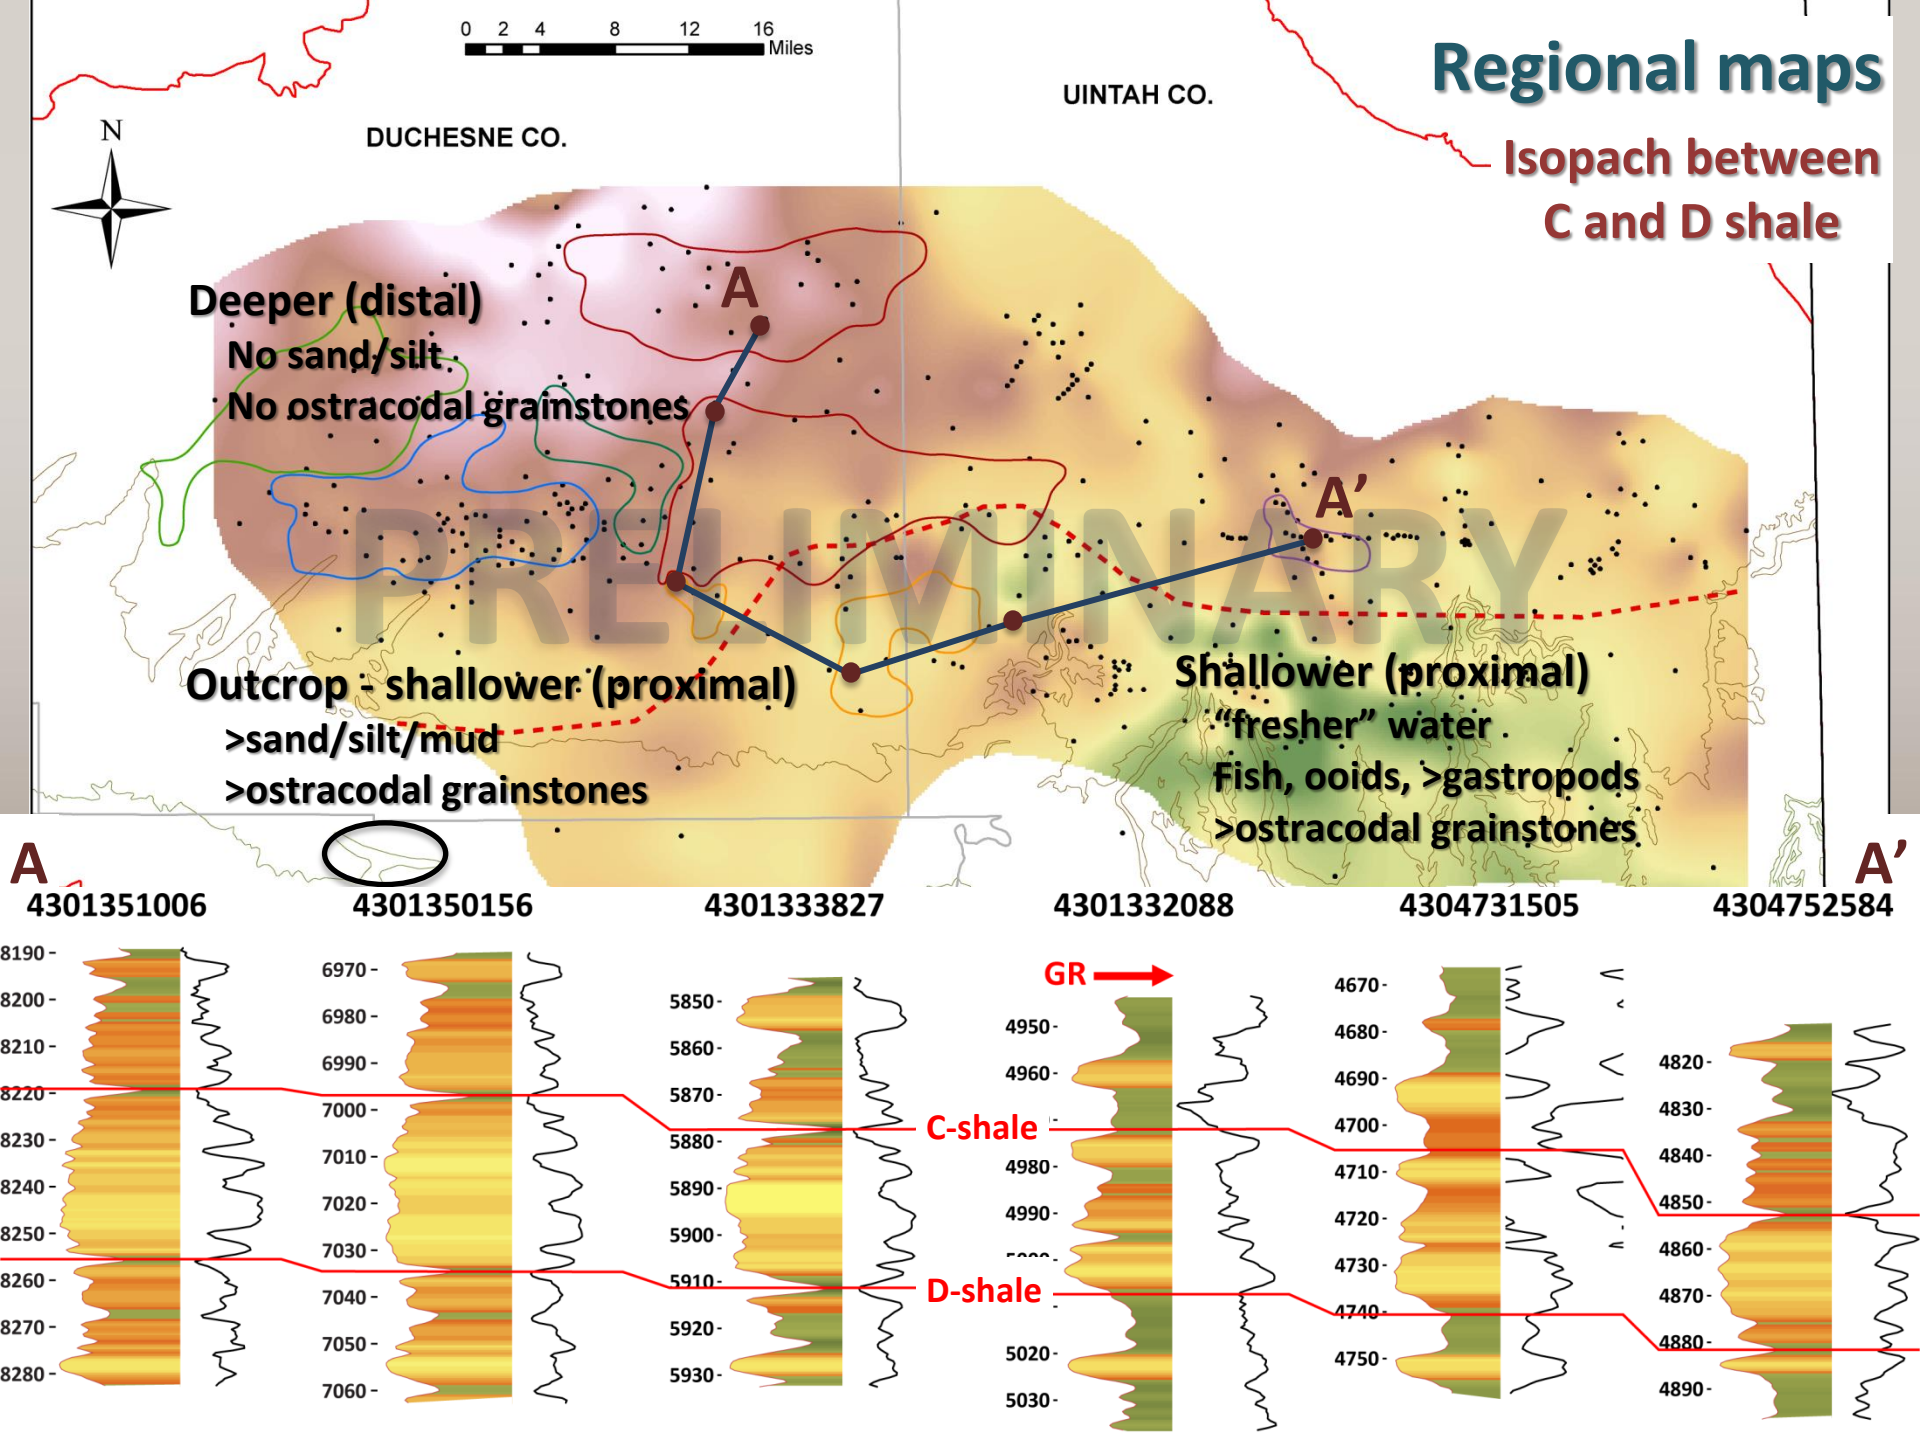 0 2 4 8 12 16
Miles
Regional maps
UINTAH CO.
DUCHESNE CO.
N
Isopach between
C and D shale
A
Deeper (distal)
No sand/silt
No ostracodal grainstones
A’
PRELIMINARY
Outcrop - shallower (proximal)
>sand/silt/mud
>ostracodal grainstones
Shallower (proximal)
“fresher” water
Fish, ooids, >gastropods
>ostracodal grainstones
A
A’
4301351006 4301350156 4301333827 4301332088 4304731505 4304752584
8190
8200
8210
8220
8230
8240
8250
8260
8270
8280
6970
6980
6990
7000
7010
7020
7030
7040
7050
7060
5850
5860
5870
5880
5890
5900
5910
5920
5930
GR
C-shale
D-shale
4950
4960
4980
4990
5020
5030
4670
4680
4690
4700
4710
4720
4730
4740
4750
4820
4830
4840
4850
4860
4870
4880
4890